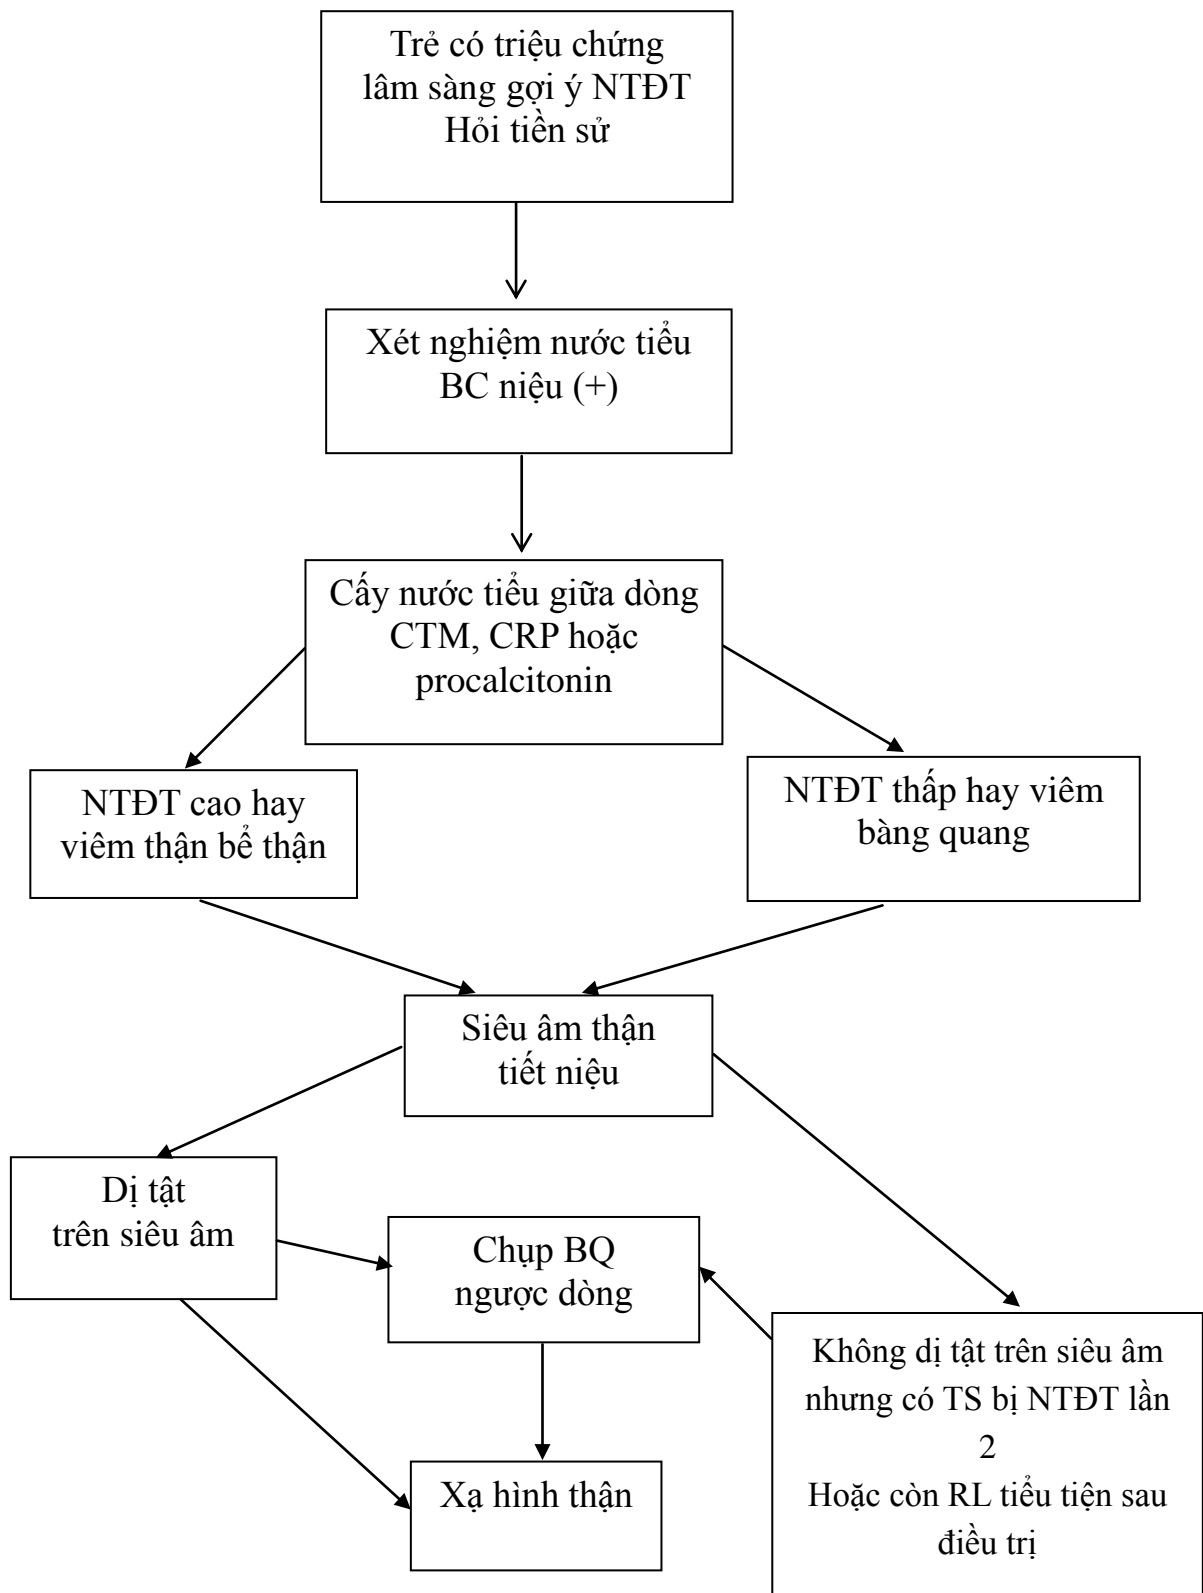 Trẻ có triệu chứng
lâm sàng gợi ý NTĐT
Hỏi tiền sử
Xét nghiệm nước tiểu
BC niệu (+)
Cấy nước tiểu giữa dòng
CTM, CRP hoặc
procalcitonin
NTĐT cao hay
viêm thận bể thận
NTĐT thấp hay viêm
bàng quang
Siêu âm thận
tiết niệu
Dị tật
trên siêu âm
Chụp BQ
ngược dòng
Không dị tật trên siêu âm
nhưng có TS bị NTĐT lần
2
Hoặc còn RL tiểu tiện sau
điều trị
Xạ hình thận